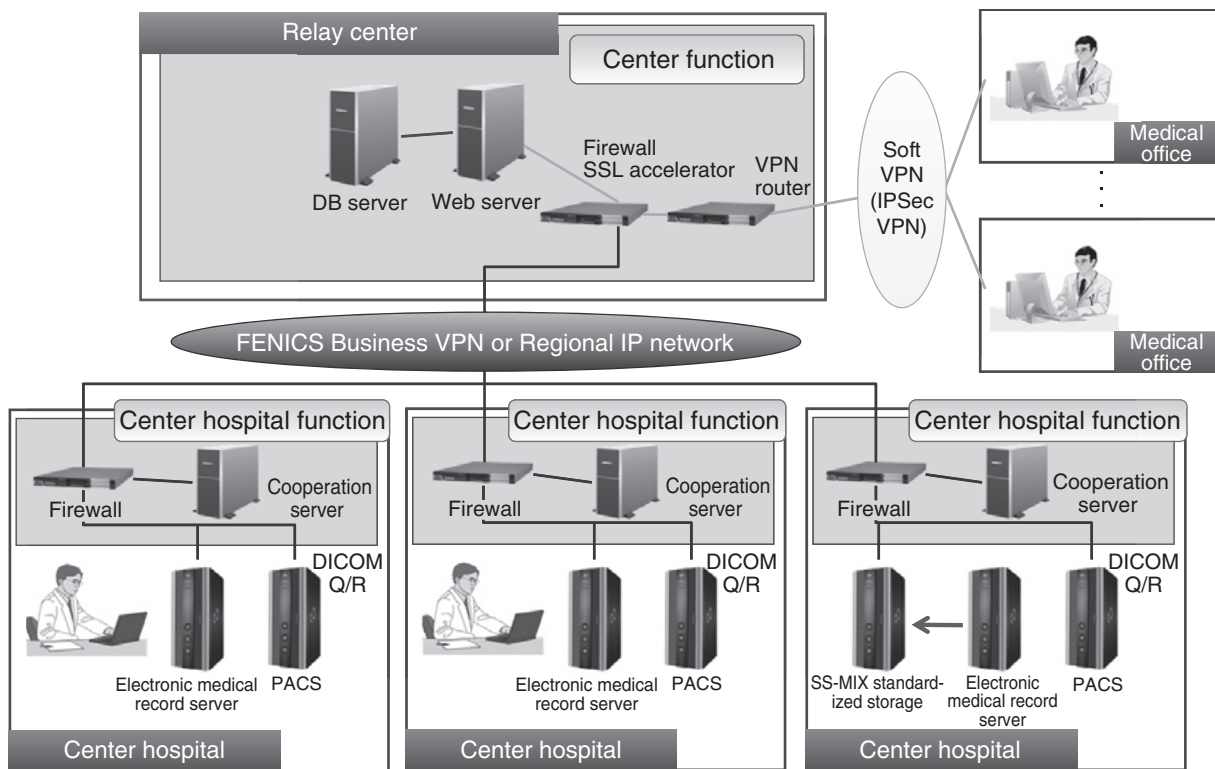 Relay center
Center function
DB server
Web server
Firewall
SSL accelerator
VPN
router
Soft
VPN
(IPSec
VPN)
Medical
office
Medical
office
FENICS Business VPN or Regional IP network
Center hospital function
Firewall
Cooperation
server
DICOM
Q/R
Electronic medical
record server
PACS
Center hospital
Center hospital function
Firewall
Cooperation
server
DICOM
Q/R
Electronic medical
record server
PACS
Center hospital
Center hospital function
Firewall
Cooperation
server
DICOM
Q/R
SS-MIX standard-
ized storage
Electronic
medical record
server
PACS
Center hospital